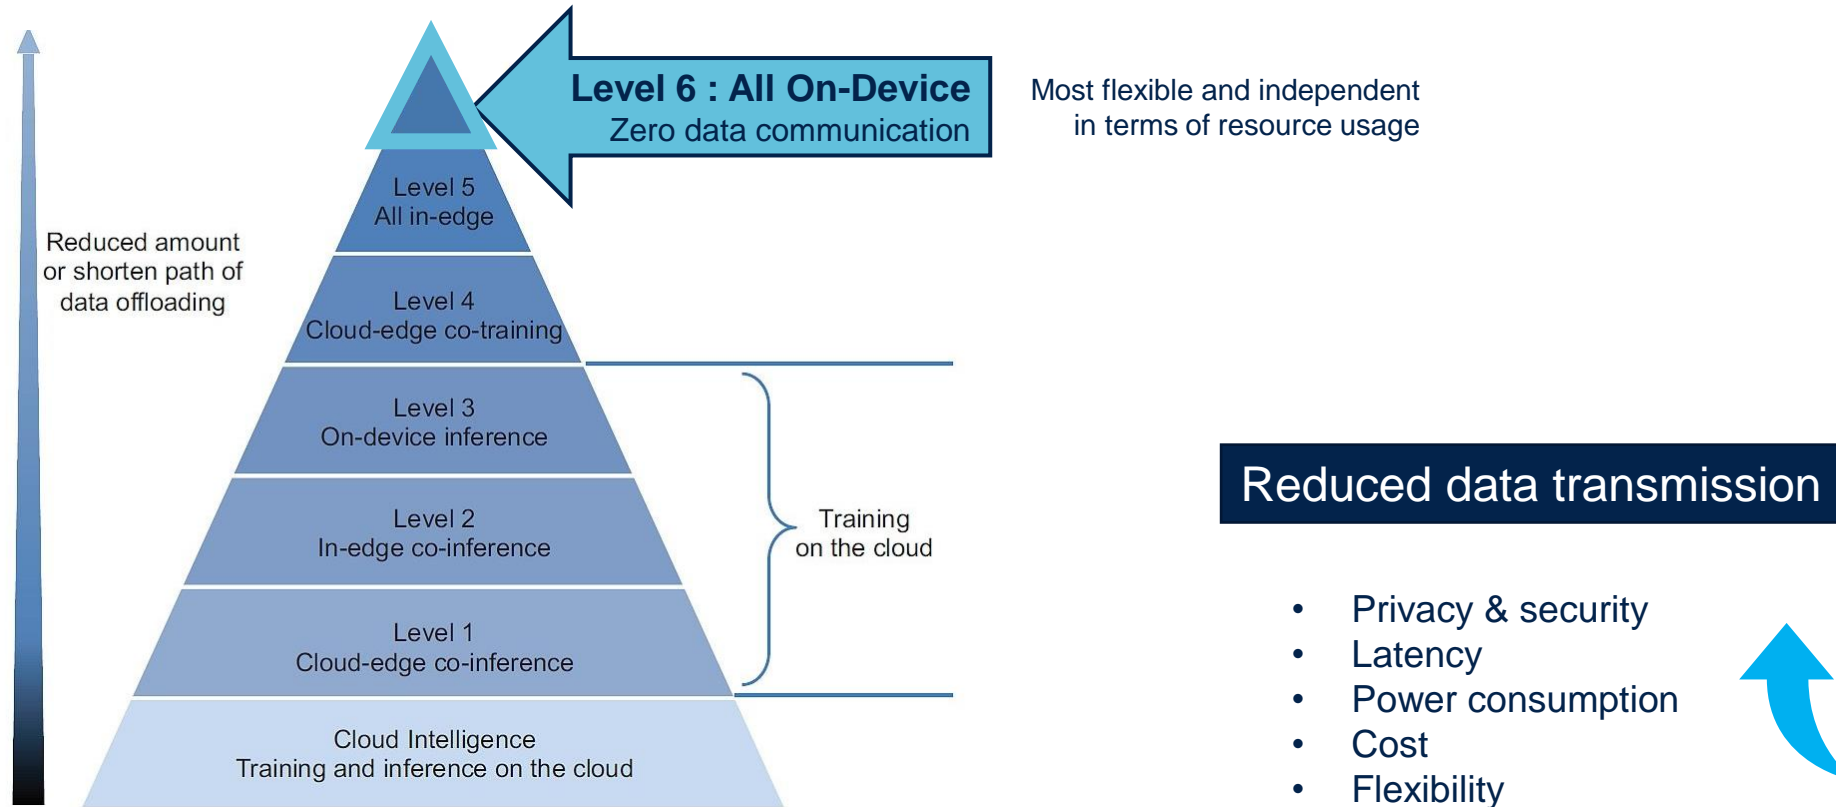 Level 6 : All On-Device
Zero data communication
Most flexible and independent
in terms of resource usage
Level 5
All in-edge
Reduced amount
or shorten path of
data offloading
Level 4
Cloud-edge co-training
Level 3
On-device inference
Level 2
In-edge co-inference
Training
on the cloud
Level 1
Cloud-edge co-inference
Cloud Intelligence
Training and inference on the cloud
Reduced data transmission
• Privacy & security
• Latency
• Power consumption
• Cost
• Flexibility